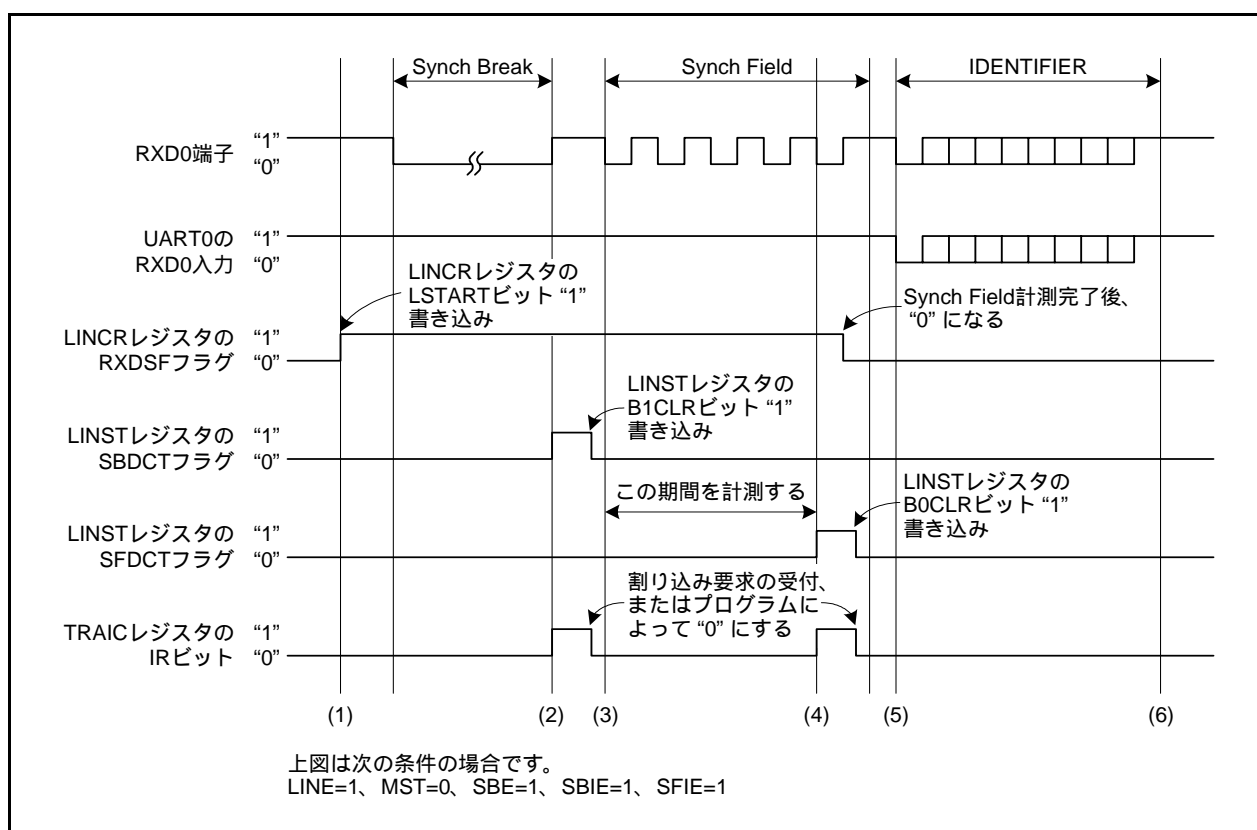 Synch Break
Synch Field
IDENTIFIER
RXD0端子
“1”
“0”
UART0の
RXD0入力
“1”
“0”
LINCRレジスタの
LSTARTビット “1”
書き込み
Synch Field計測完了後、
“0” になる
LINCRレジスタの
RXDSFフラグ
“1”
“0”
LINSTレジスタの
B1CLRビット “1”
書き込み
LINSTレジスタの
SBDCTフラグ
“1”
“0”
この期間を計測する
LINSTレジスタの
B0CLRビット “1”
書き込み
LINSTレジスタの
SFDCTフラグ
“1”
“0”
割り込み要求の受付、
またはプログラムに
よって “0” にする
TRAICレジスタの
IRビット
“1”
“0”
(1)
(2)
(3)
(4)
(5)
(6)
上図は次の条件の場合です。
LINE=1、MST=0、SBE=1、SBIE=1、SFIE=1